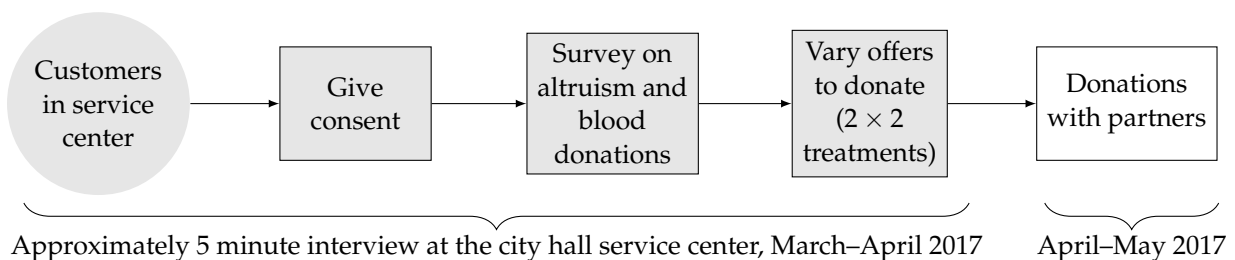 Customers
in service
center
Give
consent
Survey on
altruism and
blood
donations
Vary offers
to donate
(2 × 2
treatments)
Donations
with partners
Approximately 5 minute interview at the city hall service center, March–April 2017
April–May 2017